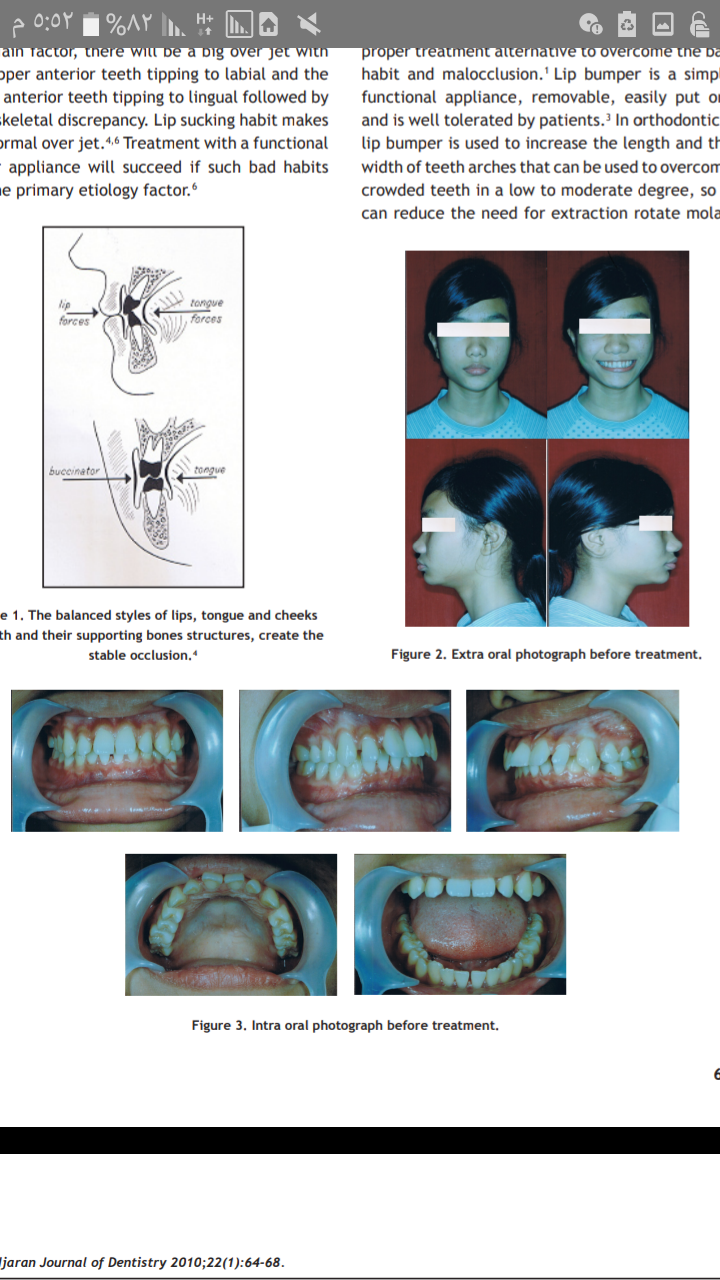 م ٥:٥٢ %٨٢ H+
ain factor, there will be a big over jet with
pper anterior teeth tipping to labial and the
anterior teeth tipping to lingual followed by
skeletal discrepancy. Lip sucking habit makes
ormal over jet.⁴,⁶ Treatment with a functional
appliance will succeed if such bad habits
e primary etiology factor.⁶
lip
forces
tongue
forces
buccinator
tongue
e 1. The balanced styles of lips, tongue and cheeks
th and their supporting bones structures, create the
stable occlusion.⁴
proper treatment alternative to overcome the ba
habit and malocclusion.¹ Lip bumper is a simp
functional appliance, removable, easily put o
and is well tolerated by patients.³ In orthodontic
lip bumper is used to increase the length and th
width of teeth arches that can be used to overcom
crowded teeth in a low to moderate degree, so
can reduce the need for extraction rotate mola
Figure 2. Extra oral photograph before treatment.
Figure 3. Intra oral photograph before treatment.
6
jaran Journal of Dentistry 2010;22(1):64-68.